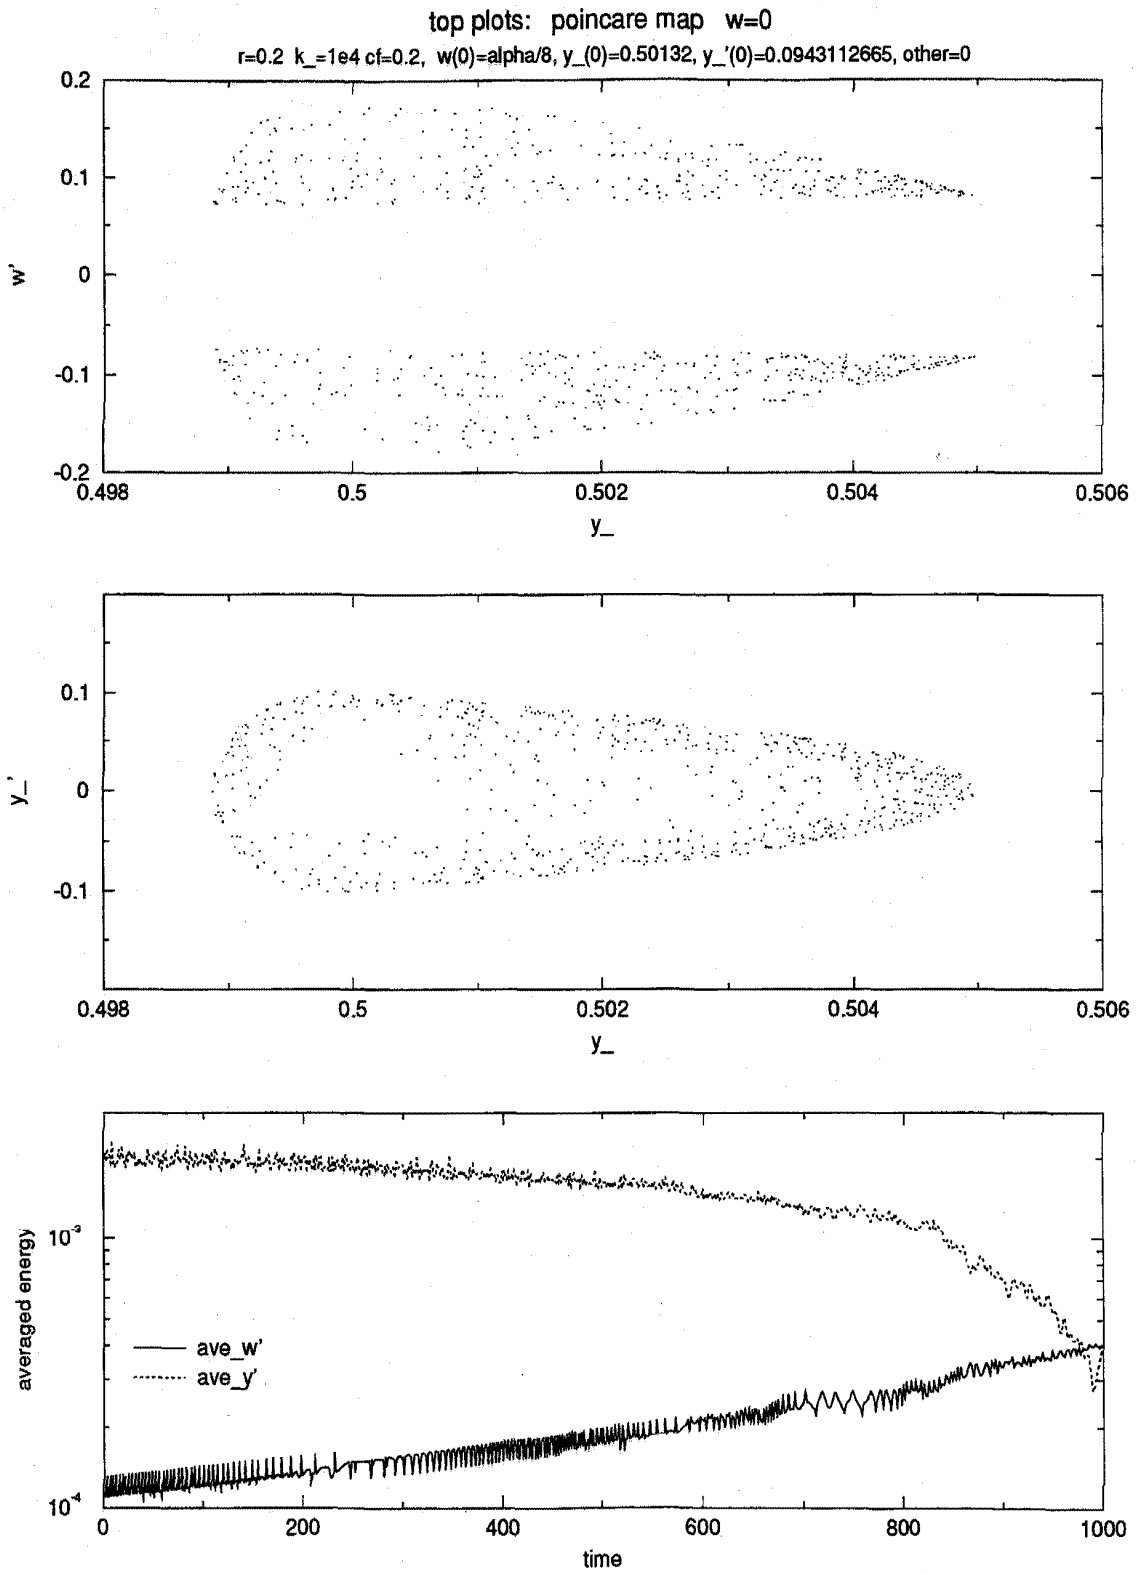 top plots: poincare map w=0
r=0.2 k_=1e4 cf=0.2, w(0)=alpha/8, y_(0)=0.50132, y_'(0)=0.0943112665, other=0
0.2
0.1
0
-0.1
-0.2
w'
0.498 0.5 0.502 0.504 0.506
y_
0.1
0
-0.1
y_'
0.498 0.5 0.502 0.504 0.506
y_
10⁻³
10⁻⁴
averaged energy
ave_w'
ave_y'
0 200 400 600 800 1000
time